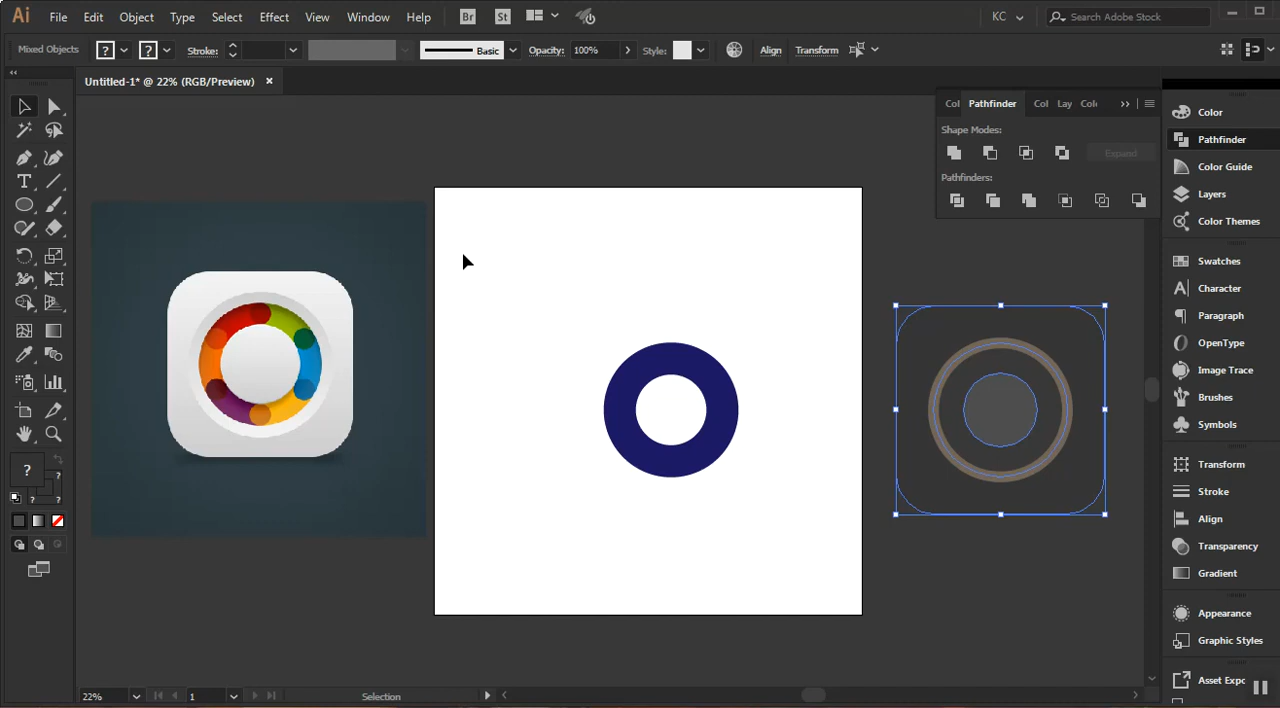 Ai File Edit Object Type Select Effect View Window Help Br St KC Search Adobe Stock
Mixed Objects ? ? Stroke: Basic Opacity: 100% Style: Align Transform
Untitled-1* @ 22% (RGB/Preview)
Col Pathfinder Col Lay Colo
Shape Modes:
Expand
Pathfinders:
Color
Pathfinder
Color Guide
Layers
Color Themes
Swatches
Character
Paragraph
OpenType
Image Trace
Brushes
Symbols
Transform
Stroke
Align
Transparency
Gradient
Appearance
Graphic Styles
Asset Expo
T
?
?
? ?
22% 1 Selection